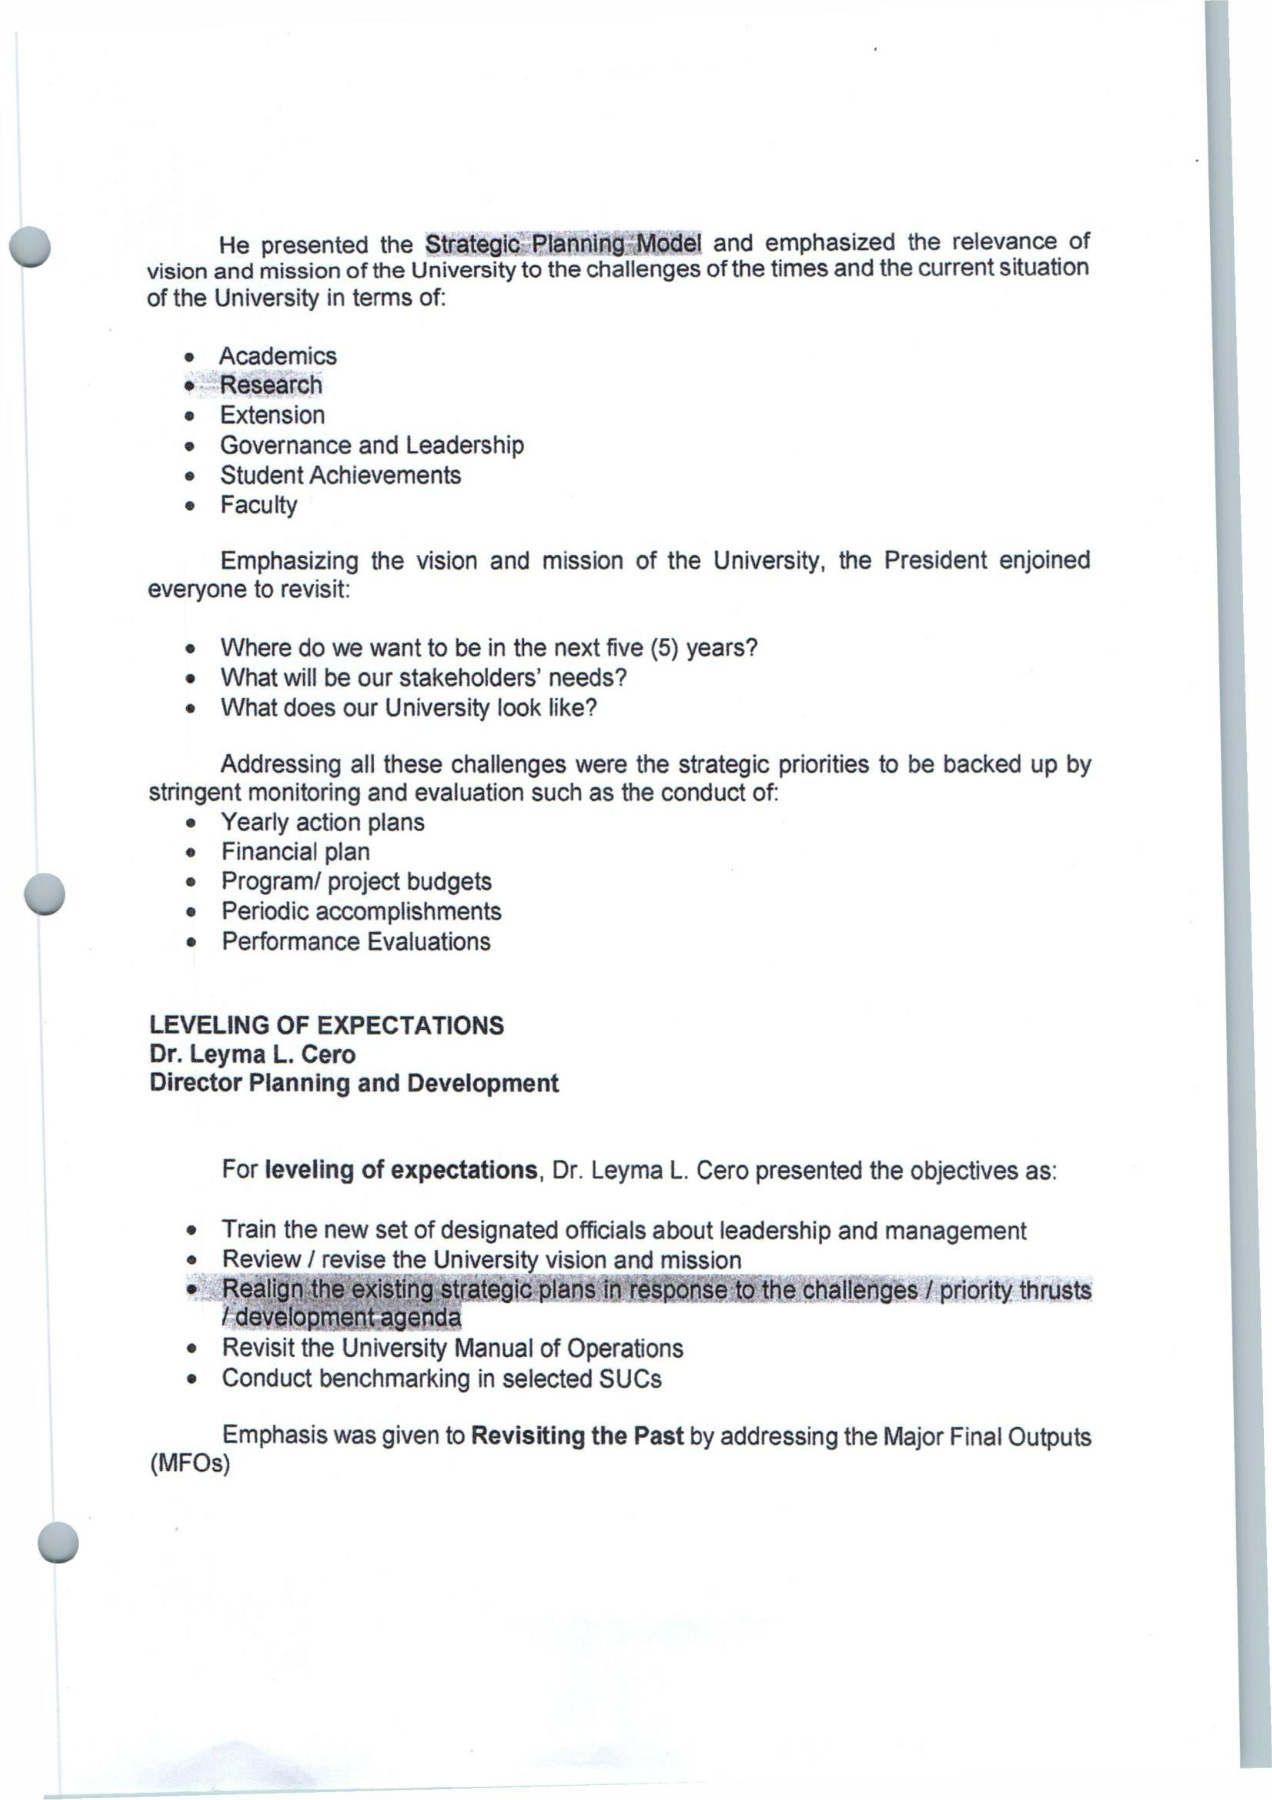 He presented the Strategic Planning Model and emphasized the relevance of
vision and mission of the University to the challenges of the times and the current situation
of the University in terms of:
• Academics
• Research
• Extension
• Governance and Leadership
• Student Achievements
• Faculty
Emphasizing the vision and mission of the University, the President enjoined
everyone to revisit:
• Where do we want to be in the next five (5) years?
• What will be our stakeholders' needs?
• What does our University look like?
Addressing all these challenges were the strategic priorities to be backed up by
stringent monitoring and evaluation such as the conduct of:
• Yearly action plans
• Financial plan
• Program/ project budgets
• Periodic accomplishments
• Performance Evaluations
LEVELING OF EXPECTATIONS
Dr. Leyma L. Cero
Director Planning and Development
For leveling of expectations, Dr. Leyma L. Cero presented the objectives as:
• Train the new set of designated officials about leadership and management
• Review / revise the University vision and mission
• Realign the existing strategic plans in response to the challenges / priority thrusts
/ development agenda
• Revisit the University Manual of Operations
• Conduct benchmarking in selected SUCs
Emphasis was given to Revisiting the Past by addressing the Major Final Outputs
(MFOs)